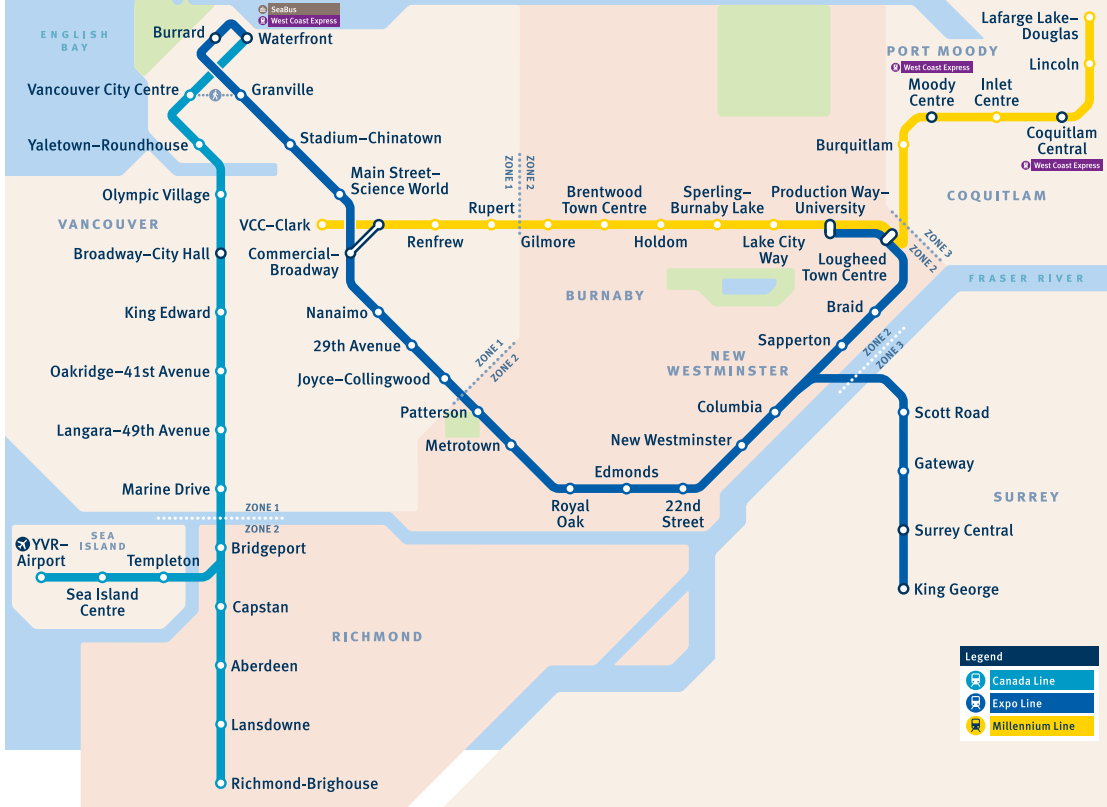 SeaBus
West Coast Express
ENGLISH
BAY
Burrard
Waterfront
Lafarge Lake–
Douglas
PORT MOODY
West Coast Express
Lincoln
Vancouver City Centre
Granville
Moody
Centre
Inlet
Centre
Coquitlam
Central
West Coast Express
Yaletown–Roundhouse
Stadium–Chinatown
Burquitlam
ZONE 1
ZONE 2
Main Street–
Science World
Olympic Village
VANCOUVER
COQUITLAM
VCC–Clark
Renfrew
Rupert
Gilmore
Brentwood
Town Centre
Holdom
Sperling–
Burnaby Lake
Lake City
Way
Production Way–
University
Lougheed
Town Centre
ZONE 3
ZONE 2
Broadway–City Hall
Commercial–
Broadway
FRASER RIVER
BURNABY
King Edward
Nanaimo
Braid
29th Avenue
Sapperton
ZONE 1
ZONE 2
ZONE 2
ZONE 3
NEW
WESTMINSTER
Oakridge–41st Avenue
Joyce–Collingwood
Patterson
Columbia
Scott Road
Langara–49th Avenue
Metrotown
New Westminster
Edmonds
Gateway
Marine Drive
Royal
Oak
22nd
Street
SURREY
ZONE 1
ZONE 2
Surrey Central
SEA
ISLAND
YVR–
Airport
Templeton
Bridgeport
Sea Island
Centre
King George
Capstan
RICHMOND
Aberdeen
Lansdowne
Richmond-Brighouse
Legend
Canada Line
Expo Line
Millennium Line